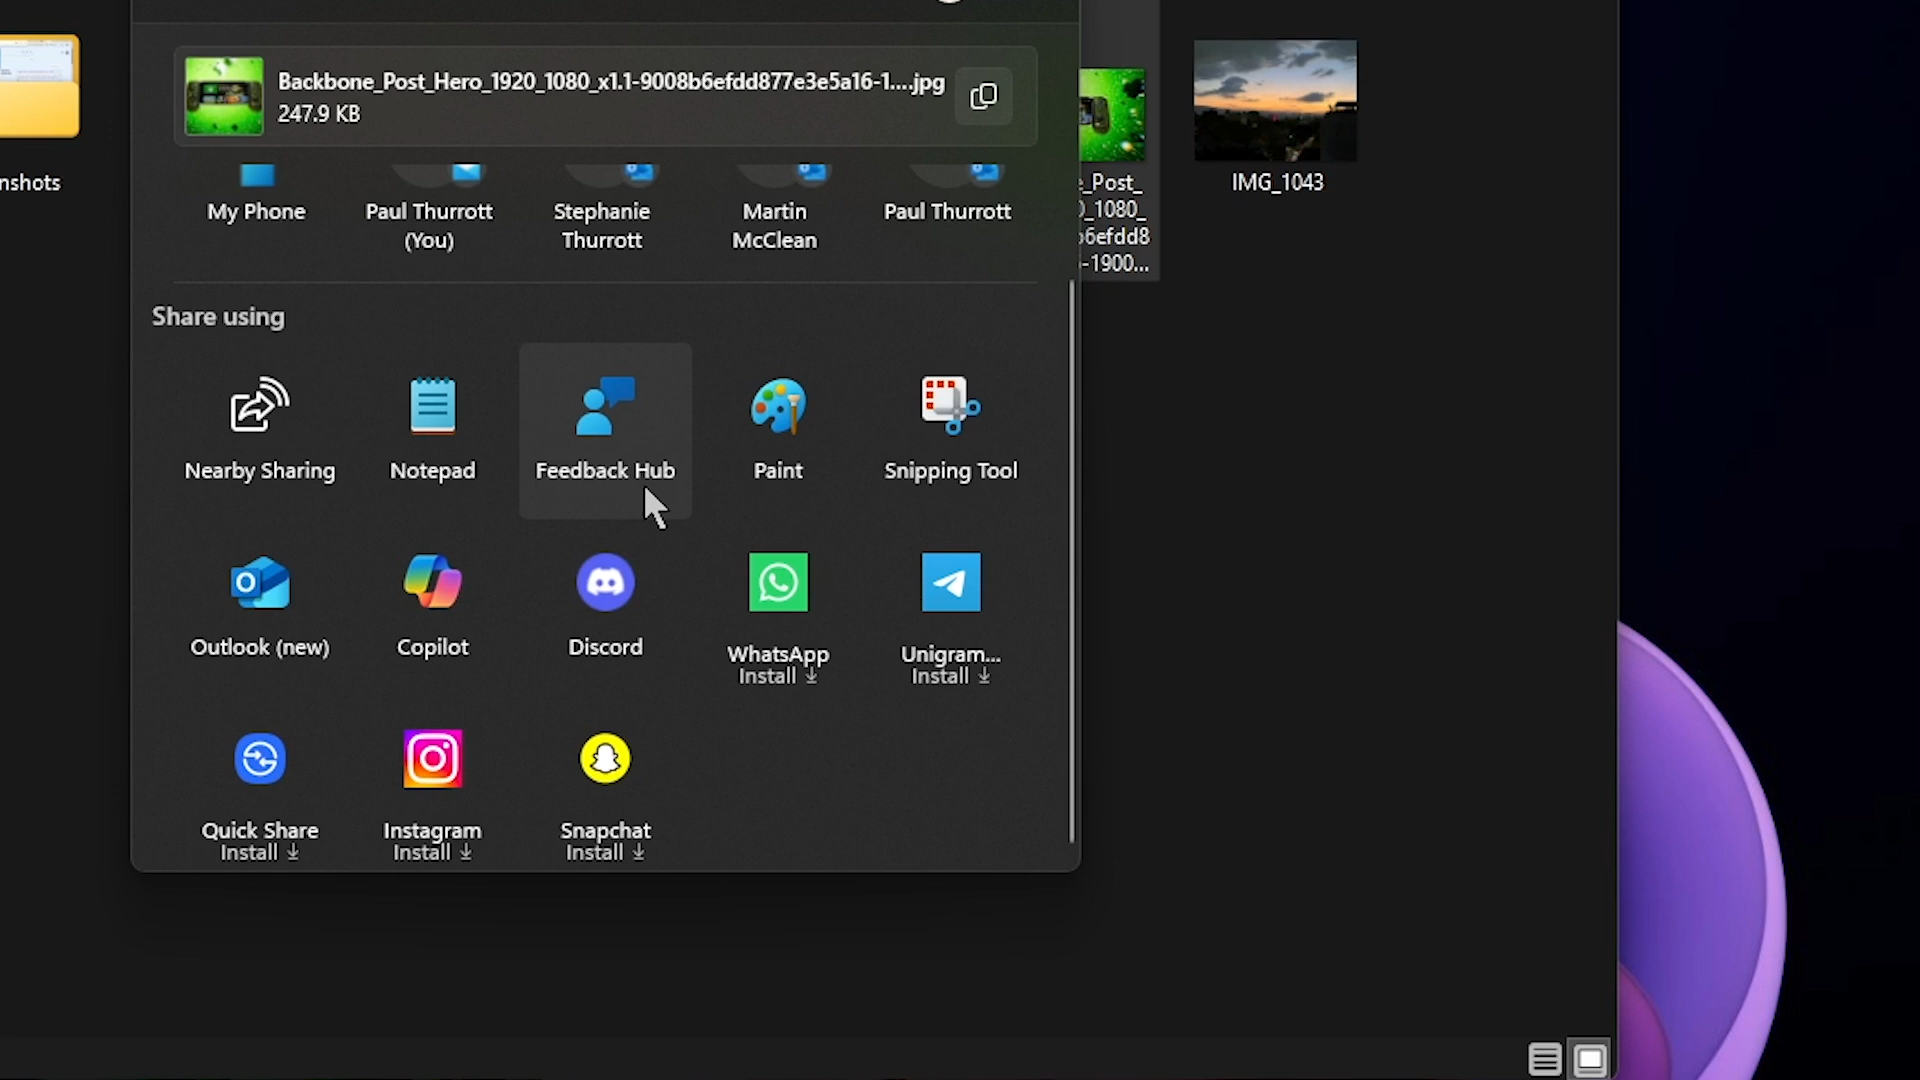 Backbone_Post_Hero_1920_1080_x1.1-9008b6efdd877e3e5a16-1....jpg
247.9 KB
My Phone
Paul Thurrott
(You)
Stephanie
Thurrott
Martin
McClean
Paul Thurrott
Share using
Nearby Sharing
Notepad
Feedback Hub
Paint
Snipping Tool
Outlook (new)
Copilot
Discord
WhatsApp
Install
Unigram...
Install
Quick Share
Install
Instagram
Install
Snapchat
Install
nshots
e_Post_
0_1080_
b6efdd8
-1900...
IMG_1043